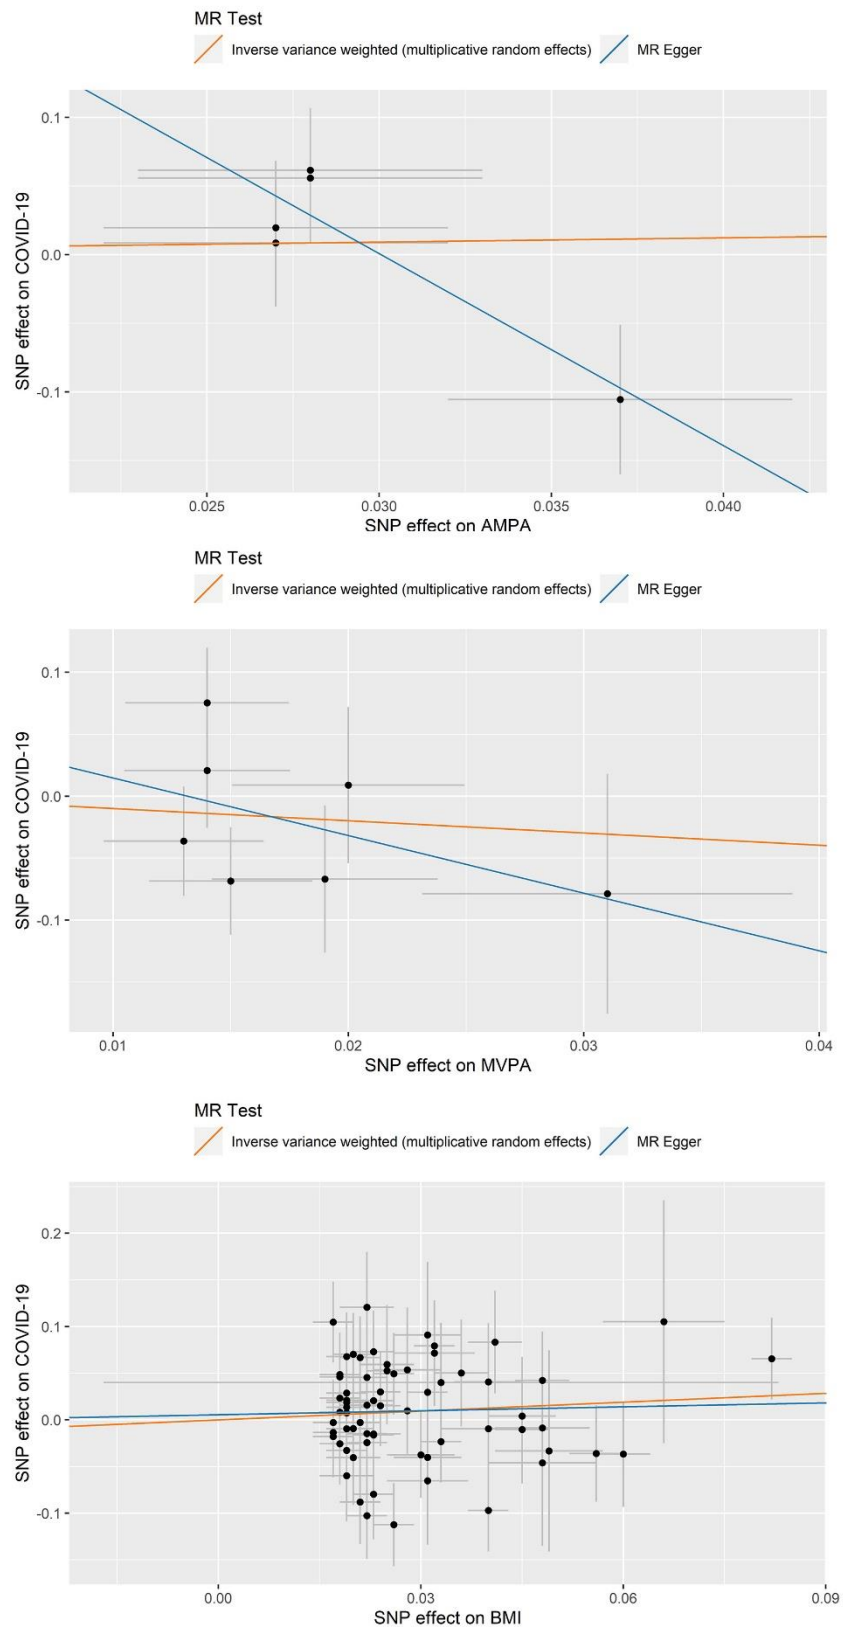 MR Test
Inverse variance weighted (multiplicative random effects) MR Egger
SNP effect on COVID-19
0.1
0.0
-0.1
0.025 0.030 0.035 0.040
SNP effect on AMPA
MR Test
Inverse variance weighted (multiplicative random effects) MR Egger
SNP effect on COVID-19
0.1
0.0
-0.1
0.01 0.02 0.03 0.04
SNP effect on MVPA
MR Test
Inverse variance weighted (multiplicative random effects) MR Egger
SNP effect on COVID-19
0.2
0.1
0.0
-0.1
0.00 0.03 0.06 0.09
SNP effect on BMI